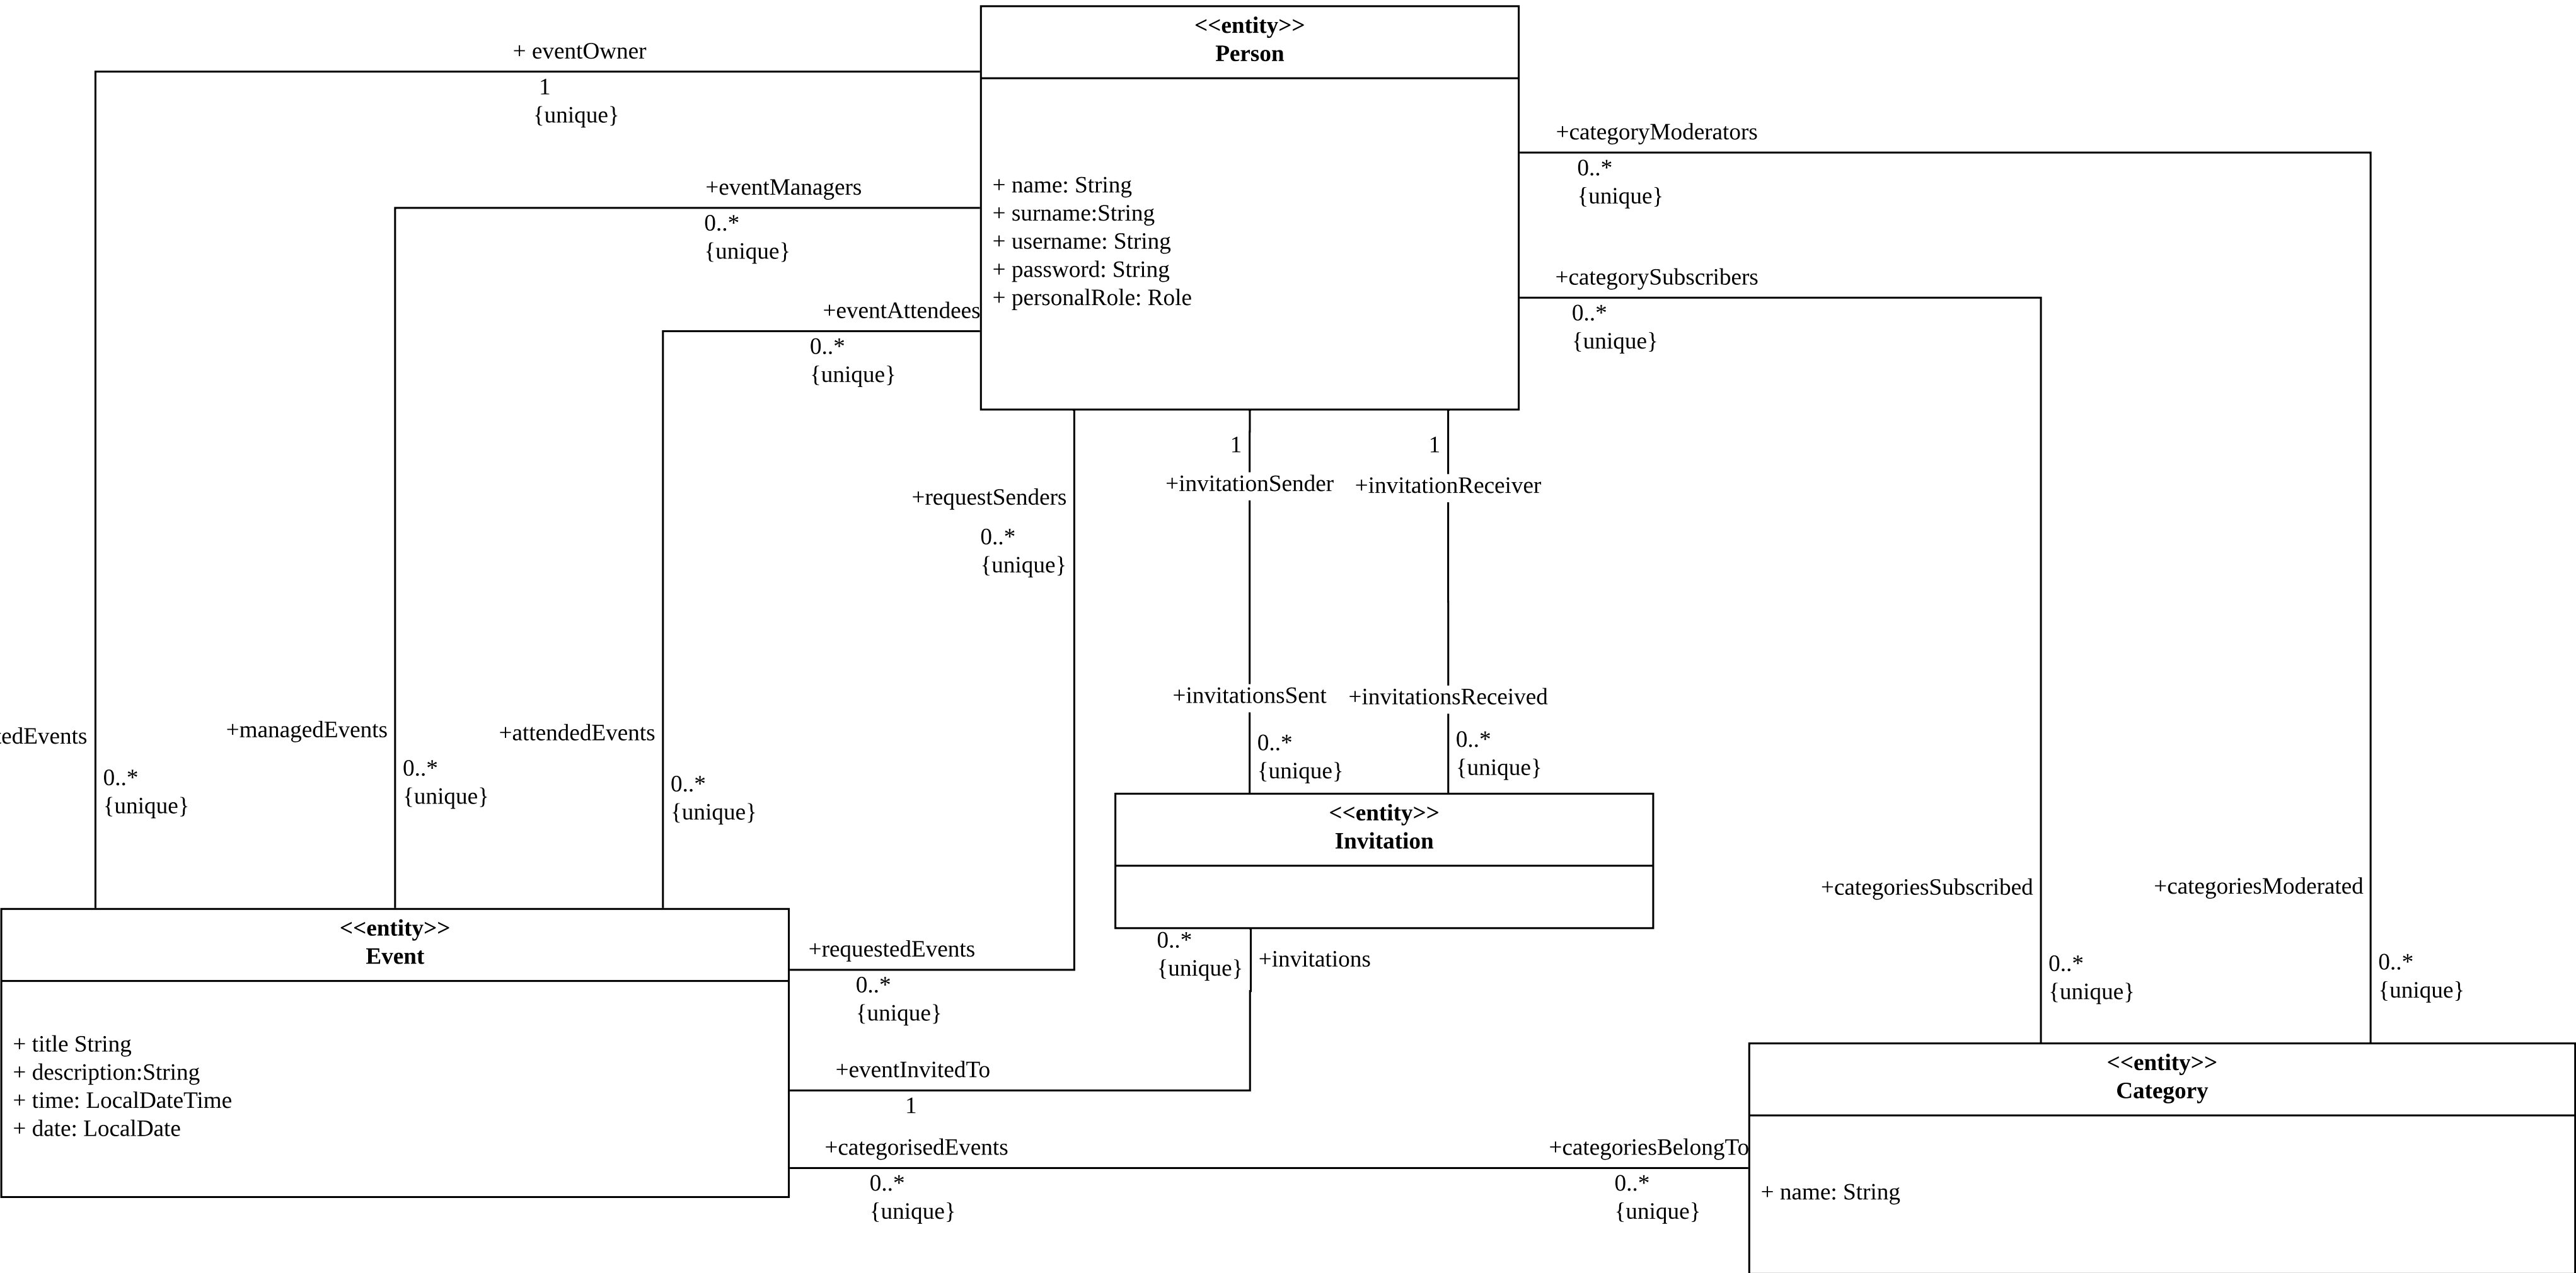 <<entity>>
Person
+ name: String
+ surname:String
+ username: String
+ password: String
+ personalRole: Role
+ eventOwner
1
{unique}
+eventManagers
0..*
{unique}
+eventAttendees
0..*
{unique}
+categoryModerators
0..*
{unique}
+categorySubscribers
0..*
{unique}
+requestSenders
0..*
{unique}
1
+invitationSender
1
+invitationReceiver
+invitationsSent
0..*
{unique}
+invitationsReceived
0..*
{unique}
0..*
{unique}
+managedEvents
0..*
{unique}
+attendedEvents
0..*
{unique}
<<entity>>
Invitation
0..*
{unique}
+invitations
+categoriesSubscribed
0..*
{unique}
+categoriesModerated
0..*
{unique}
<<entity>>
Event
+ title String
+ description:String
+ time: LocalDateTime
+ date: LocalDate
+requestedEvents
0..*
{unique}
+eventInvitedTo
1
+categorisedEvents
0..*
{unique}
+categoriesBelongTo
0..*
{unique}
<<entity>>
Category
+ name: String